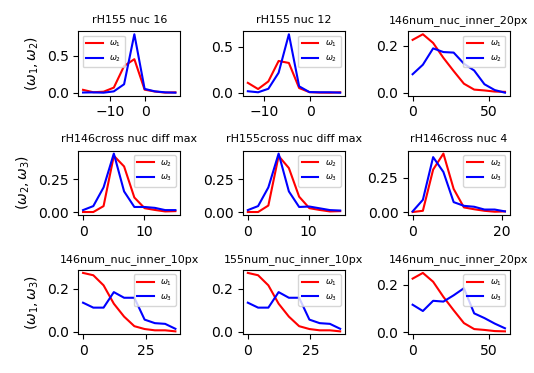 rH155 nuc 16
rH155 nuc 12
146num_nuc_inner_20px
(ω₁, ω₂)
0.5
0.0
ω₁
ω₂
−10 0
0.5
0.0
ω₁
ω₂
−10 0
0.2
0.0
ω₁
ω₂
0 50
rH146cross nuc diff max
rH155cross nuc diff max
rH146cross nuc 4
(ω₂, ω₃)
0.25
0.00
ω₂
ω₃
0 10
0.25
0.00
ω₂
ω₃
0 10
0.25
0.00
ω₂
ω₃
0 20
146num_nuc_inner_10px
155num_nuc_inner_10px
146num_nuc_inner_20px
(ω₁, ω₃)
0.2
0.0
ω₁
ω₃
0 25
0.2
0.0
ω₁
ω₃
0 25
0.2
0.0
ω₁
ω₃
0 50